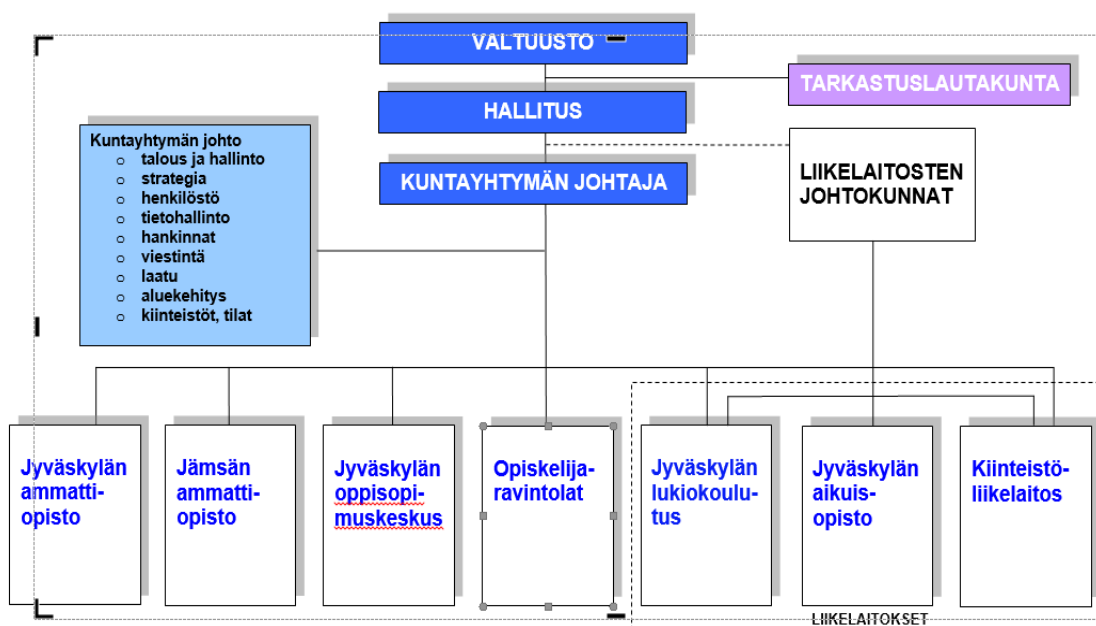 VALTUUSTO
TARKASTUSLAUTAKUNTA
HALLITUS
Kuntayhtymän johto
o talous ja hallinto
o strategia
o henkilöstö
o tietohallinto
o hankinnat
o viestintä
o laatu
o aluekehitys
o kiinteistöt, tilat
KUNTAYHTYMÄN JOHTAJA
LIIKELAITOSTEN
JOHTOKUNNAT
Jyväskylän
ammatti-
opisto
Jämsän
ammatti-
opisto
Jyväskylän
oppisopi
muskeskus
Opiskelija-
ravintolat
Jyväskylän
lukiokoulu-
tus
Jyväskylän
aikuis-
opisto
Kiinteistö-
liikelaitos
LIIKELAITOKSET